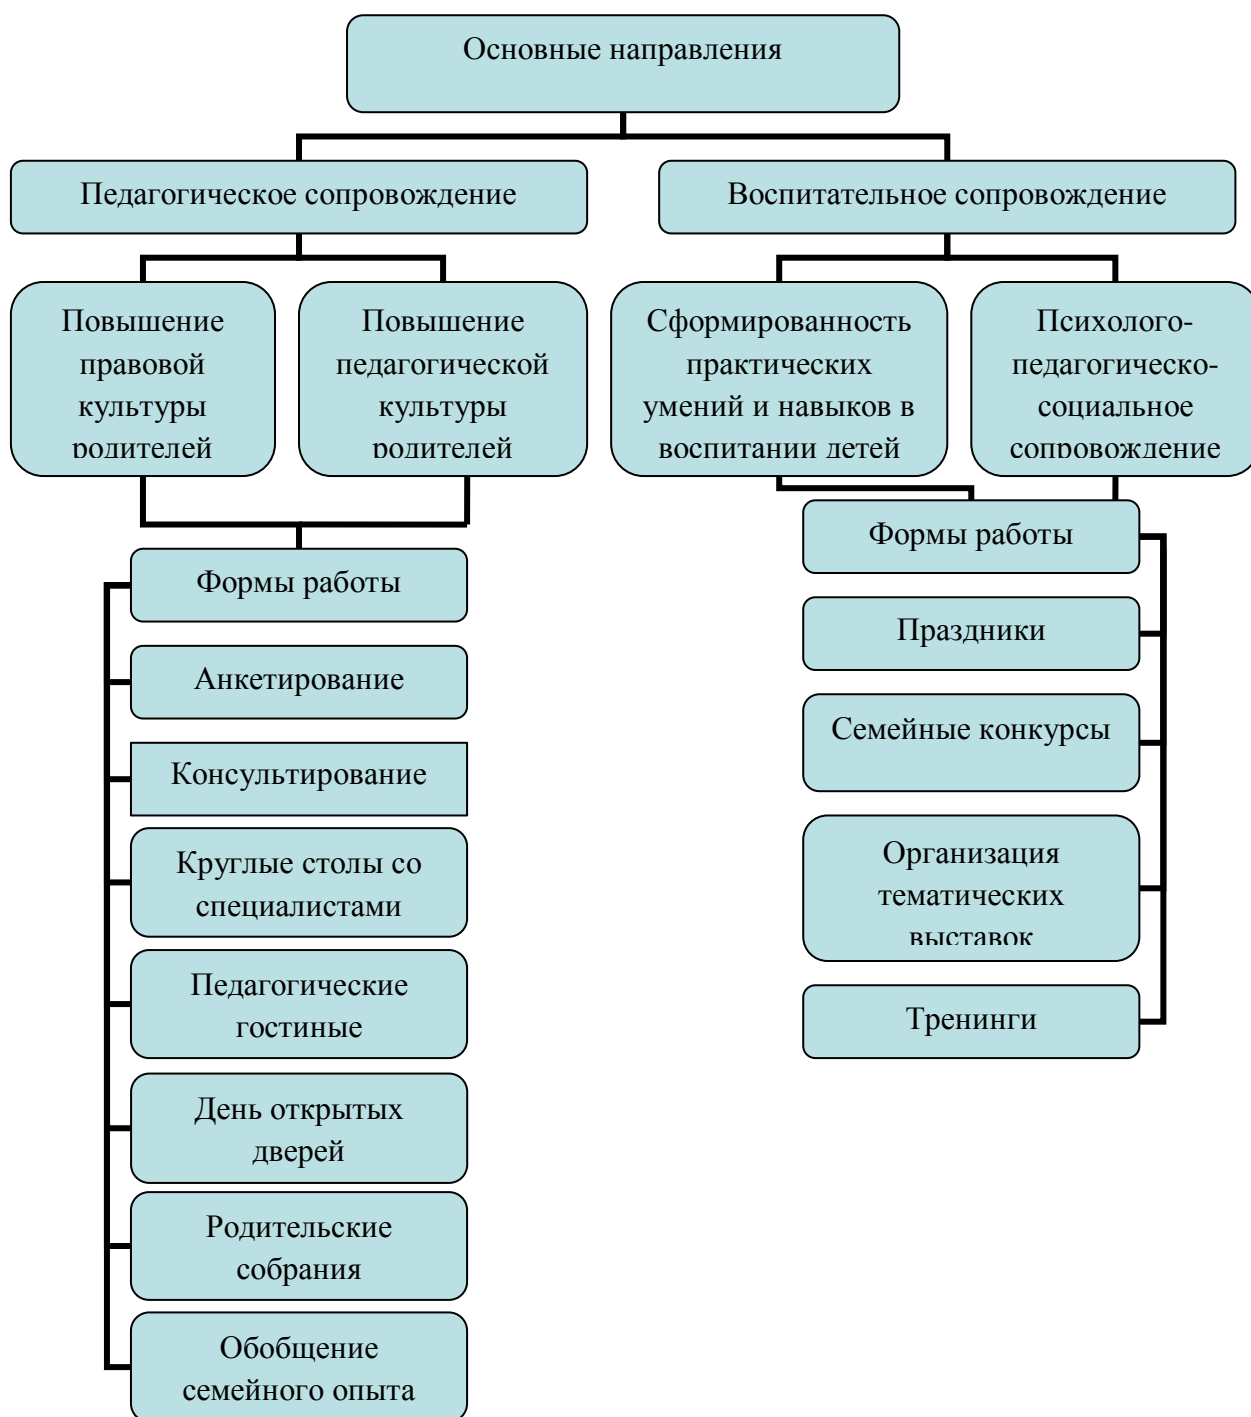 Основные направления
Педагогическое сопровождение
Воспитательное сопровождение
Повышение
правовой
культуры
родителей
Повышение
педагогической
культуры
родителей
Сформированность
практических
умений и навыков в
воспитании детей
Психолого-
педагогическо-
социальное
сопровождение
Формы работы
Анкетирование
Консультирование
Круглые столы со
специалистами
Педагогические
гостиные
День открытых
дверей
Родительские
собрания
Обобщение
семейного опыта
Формы работы
Праздники
Семейные конкурсы
Организация
тематических
выставок
Тренинги